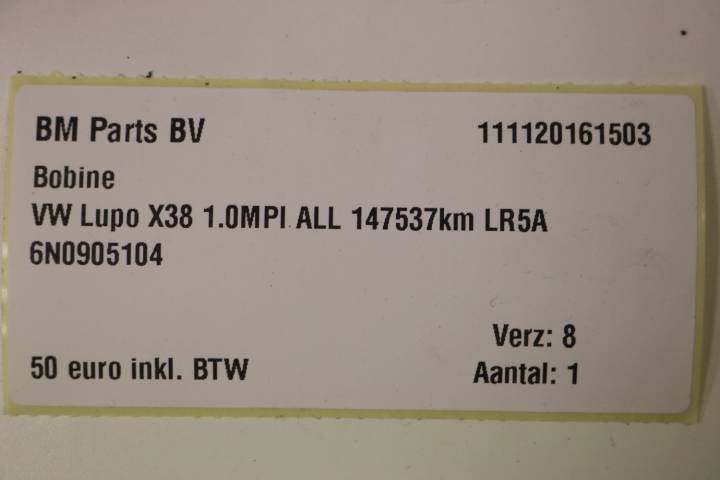 BM Parts BV 111120161503
Bobine
VW Lupo X38 1.0MPI ALL 147537km LR5A
6N0905104
Verz: 8
50 euro inkl. BTW Aantal: 1